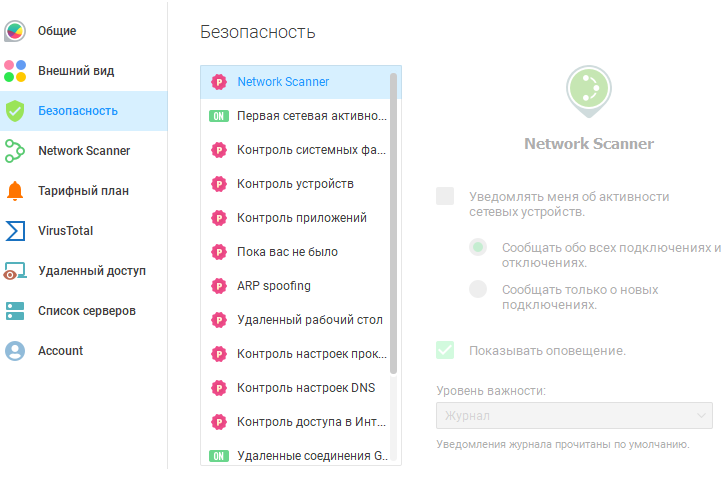 Общие
Внешний вид
Безопасность
Network Scanner
Тарифный план
VirusTotal
Удаленный доступ
Список серверов
Account
Безопасность
P Network Scanner
ON Первая сетевая активно...
P Контроль системных фа...
P Контроль устройств
P Контроль приложений
P Пока вас не было
P ARP spoofing
P Удаленный рабочий стол
P Контроль настроек прок...
P Контроль настроек DNS
P Контроль доступа в Инт...
ON Удаленные соединения G..
Network Scanner
Уведомлять меня об активности
сетевых устройств.
Сообщать обо всех подключениях и
отключениях.
Сообщать только о новых
подключениях.
Показывать оповещение.
Уровень важности:
Журнал
Уведомления журнала прочитаны по умолчанию.